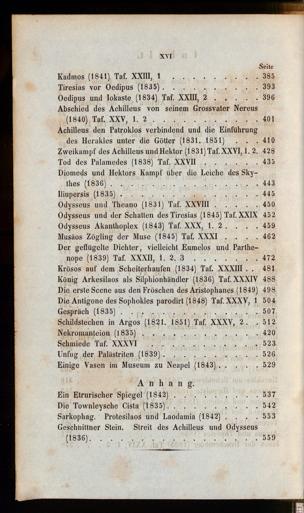 XVI
Seite
Kadmos (1841) Taf. XXIII, 1 . . . . . . . . 385
Tiresias vor Oedipus (1835) . . . . . . . . 393
Oedipus und Iokaste (1834) Taf. XXIII, 2 . . . . . 396
Abschied des Achilleus von seinem Grossvater Nereus
(1840) Taf. XXV, 1. 2 . . . . . . . . 401
Achilleus den Patroklos verbindend und die Einführung
des Herakles unter die Götter (1831. 1851) . . . . 410
Zweikampf des Achilleus und Hektor (1831) Taf. XXVI, 1. 2. 428
Tod des Palamedes (1838) Taf. XXVII . . . . . 435
Diomeds und Hektors Kampf über die Leiche des Sky-
thes (1836) . . . . . . . . . . . 443
Iliupersis (1835) . . . . . . . . . . 445
Odysseus und Theano (1831) Taf. XXVIII . . . . 450
Odysseus und der Schatten des Tiresias (1845) Taf. XXIX 452
Odysseus Akanthoplex (1843) Taf. XXX, 1. 2 . . . . 459
Musäos Zögling der Muse (1845) Taf. XXXI . . . . 462
Der geflügelte Dichter, vielleicht Eumelos und Parthe-
nope (1839) Taf. XXXII, 1. 2. 3 . . . . . . 472
Krösos auf dem Scheiterhaufen (1834) Taf. XXXIII . . 481
König Arkesilaos als Silphionhändler (1836) Taf. XXXIV 488
Die erste Scene aus den Fröschen des Aristophanes (1849) 498
Die Antigone des Sophokles parodirt (1848) Taf. XXXV, 1 504
Gespräch (1835) . . . . . . . . . . 507
Schildstechen in Argos (1821. 1851) Taf. XXXV, 2 . . 512
Nekromanteion (1835) . . . . . . . . . 420
Schmiede Taf. XXXVI . . . . . . . . . 523
Unfug der Palästriten (1839) . . . . . . . . 526
Einige Vasen im Museum zu Neapel (1843) . . . . 529
Anhang.
Ein Etrurischer Spiegel (1842) . . . . . . . 537
Die Townleysche Cista (1835) . . . . . . . 542
Sarkophag. Protesilaos und Laodamia (1842) . . . . 553
Geschnittner Stein. Streit des Achilleus und Odysseus
(1836) . . . . . . . . . . . . 559